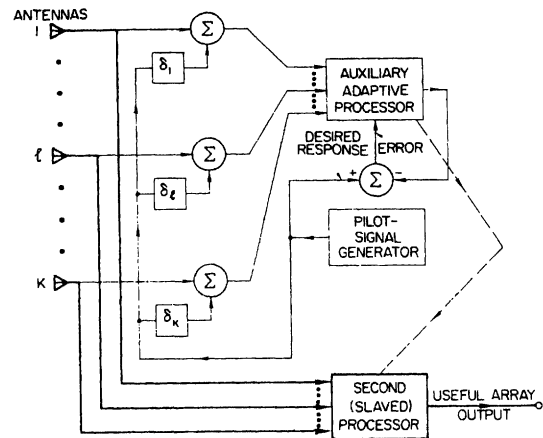 ANTENNAS
1
Σ
δ₁
AUXILIARY
ADAPTIVE
PROCESSOR
DESIRED
RESPONSE
ERROR
ℓ
Σ
+
Σ
-
δℓ
PILOT-
SIGNAL
GENERATOR
K
Σ
δK
SECOND
(SLAVED)
PROCESSOR
USEFUL ARRAY
OUTPUT